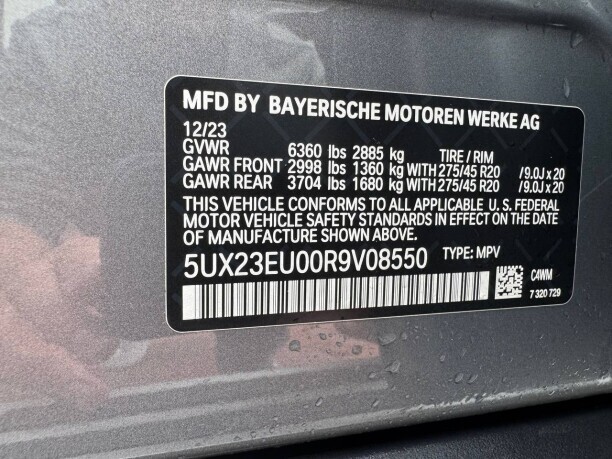 MFD BY BAYERISCHE MOTOREN WERKE AG
12/23
GVWR 6360 lbs 2885 kg TIRE / RIM
GAWR FRONT 2998 lbs 1360 kg WITH 275/45 R20 / 9.0J x 20
GAWR REAR 3704 lbs 1680 kg WITH 275/45 R20 / 9.0J x 20
THIS VEHICLE CONFORMS TO ALL APPLICABLE U. S. FEDERAL
MOTOR VEHICLE SAFETY STANDARDS IN EFFECT ON THE DATE
OF MANUFACTURE SHOWN ABOVE.
5UX23EU00R9V08550 TYPE: MPV
C4WM
7 320 729